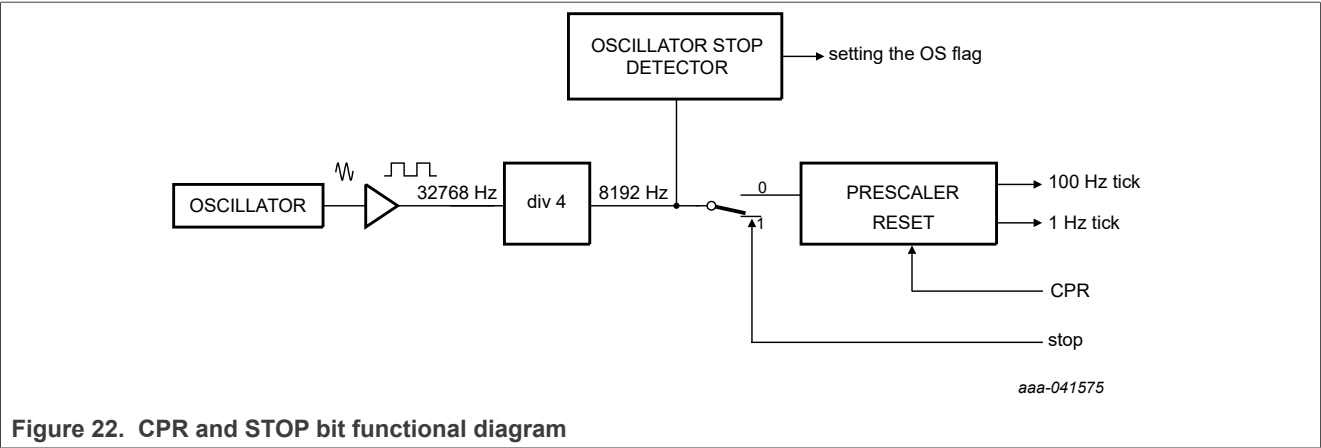 OSCILLATOR STOP
DETECTOR
setting the OS flag
OSCILLATOR
32768 Hz
div 4
8192 Hz
0
1
PRESCALER
RESET
100 Hz tick
1 Hz tick
CPR
stop
aaa-041575
Figure 22. CPR and STOP bit functional diagram